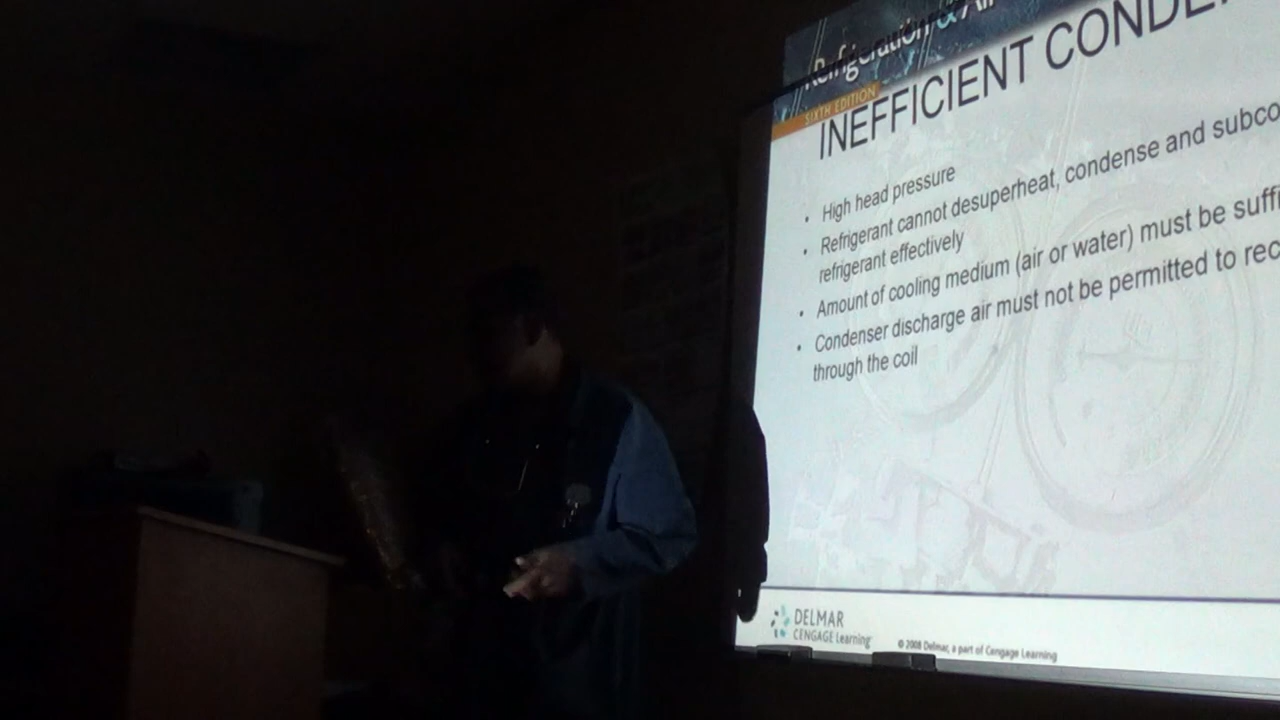 Refrigeration & Air
SIXTH EDITION
INEFFICIENT CONDE
• High head pressure
• Refrigerant cannot desuperheat, condense and subco
refrigerant effectively
• Amount of cooling medium (air or water) must be suffi
• Condenser discharge air must not be permitted to rec
through the coil
DELMAR
CENGAGE Learning
© 2008 Delmar, a part of Cengage Learning